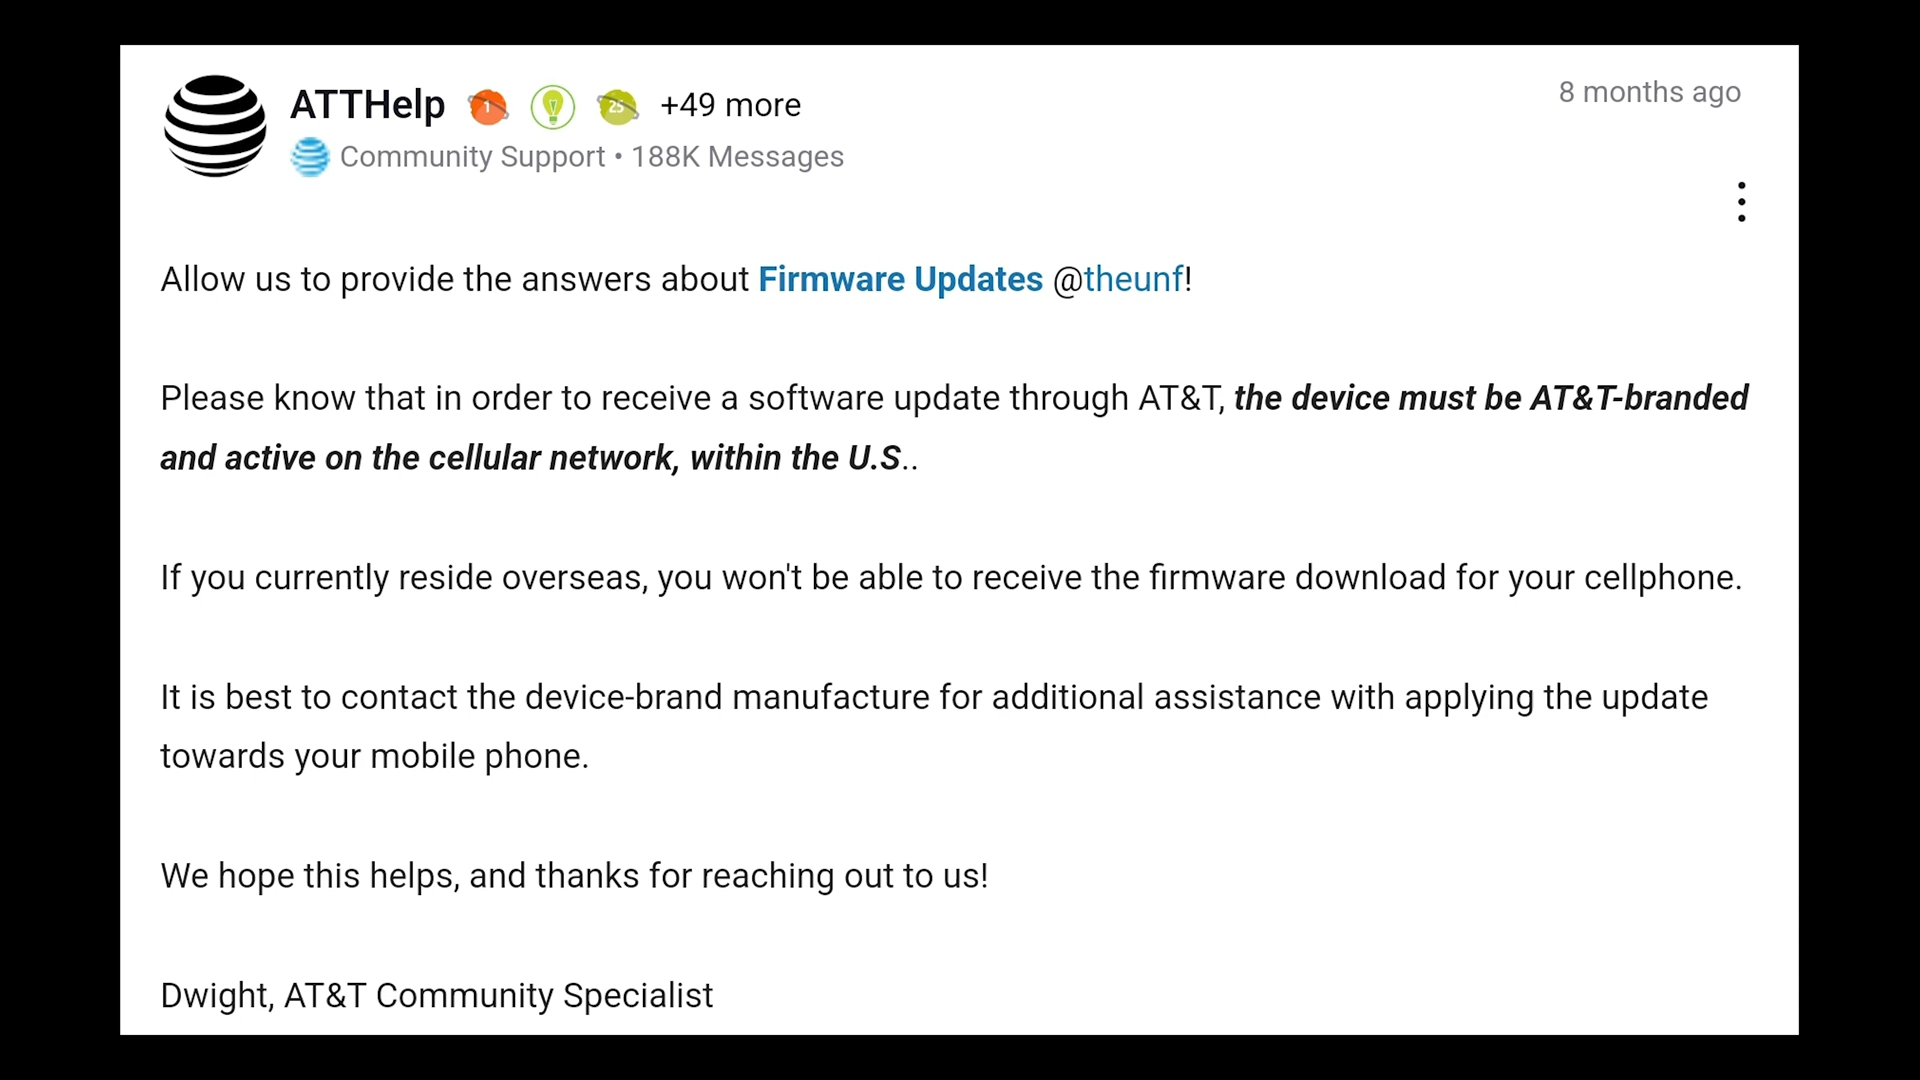 ATTHelp 1 25 +49 more
8 months ago
Community Support • 188K Messages
Allow us to provide the answers about Firmware Updates @theunf!
Please know that in order to receive a software update through AT&T, the device must be AT&T-branded
and active on the cellular network, within the U.S..
If you currently reside overseas, you won't be able to receive the firmware download for your cellphone.
It is best to contact the device-brand manufacture for additional assistance with applying the update
towards your mobile phone.
We hope this helps, and thanks for reaching out to us!
Dwight, AT&T Community Specialist